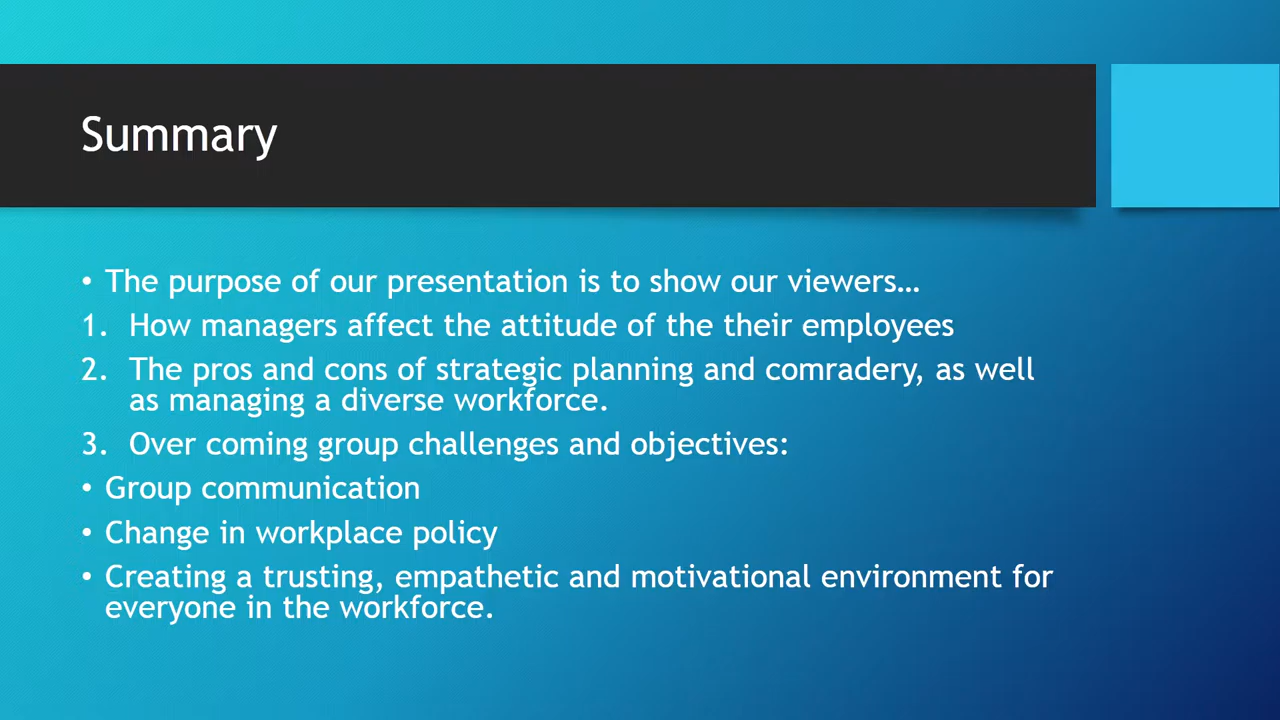 Summary
• The purpose of our presentation is to show our viewers…
1. How managers affect the attitude of the their employees
2. The pros and cons of strategic planning and comradery, as well
as managing a diverse workforce.
3. Over coming group challenges and objectives:
• Group communication
• Change in workplace policy
• Creating a trusting, empathetic and motivational environment for
everyone in the workforce.